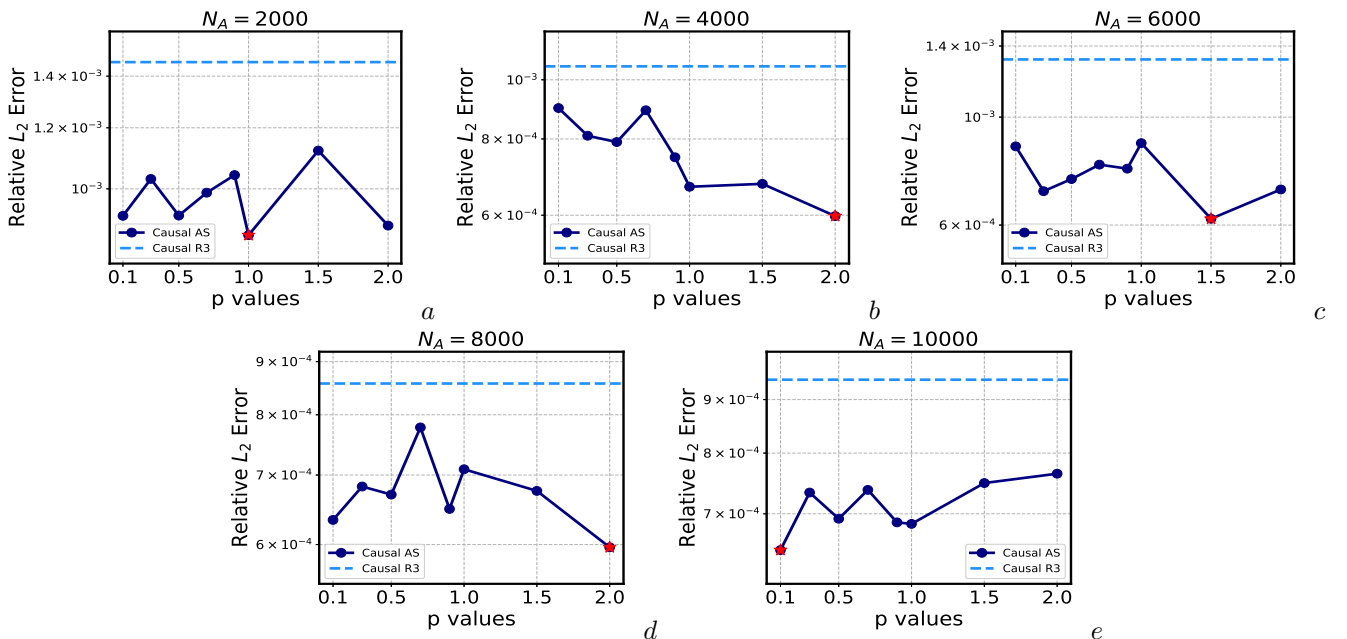 N_A = 2000
Relative L_2 Error
1.4 × 10^{-3}
1.2 × 10^{-3}
10^{-3}
Causal AS
Causal R3
0.1 0.5 1.0 1.5 2.0
p values
a
N_A = 4000
Relative L_2 Error
10^{-3}
8 × 10^{-4}
6 × 10^{-4}
Causal AS
Causal R3
0.1 0.5 1.0 1.5 2.0
p values
b
N_A = 6000
Relative L_2 Error
1.4 × 10^{-3}
10^{-3}
6 × 10^{-4}
Causal AS
Causal R3
0.1 0.5 1.0 1.5 2.0
p values
c
N_A = 8000
Relative L_2 Error
9 × 10^{-4}
8 × 10^{-4}
7 × 10^{-4}
6 × 10^{-4}
Causal AS
Causal R3
0.1 0.5 1.0 1.5 2.0
p values
d
N_A = 10000
Relative L_2 Error
9 × 10^{-4}
8 × 10^{-4}
7 × 10^{-4}
Causal AS
Causal R3
0.1 0.5 1.0 1.5 2.0
p values
e